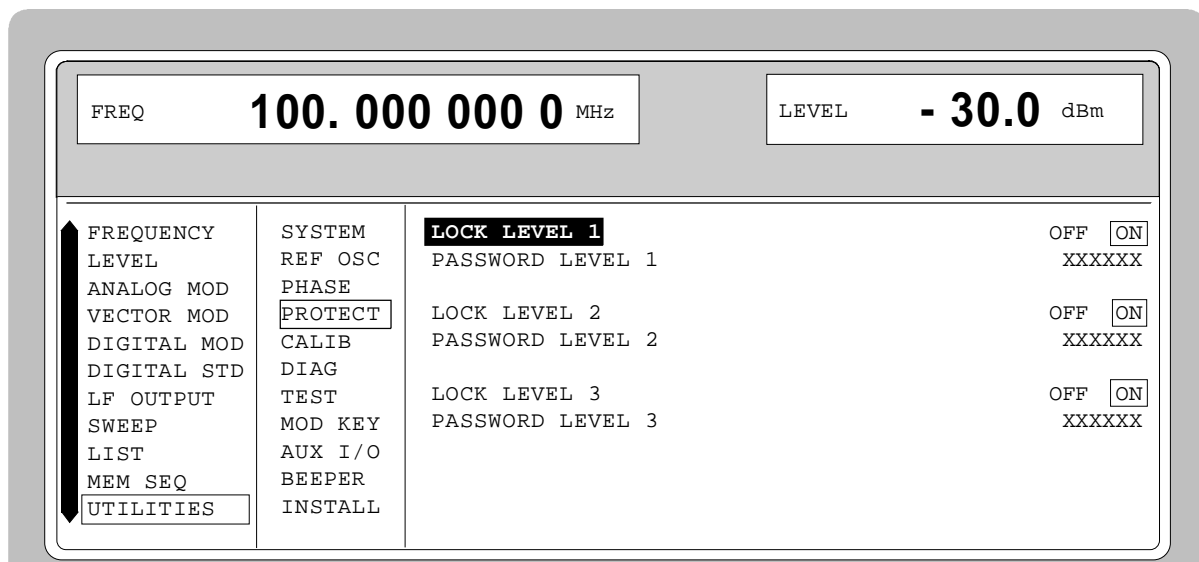 FREQ 100. 000 000 0 MHz
LEVEL - 30.0 dBm
FREQUENCY
LEVEL
ANALOG MOD
VECTOR MOD
DIGITAL MOD
DIGITAL STD
LF OUTPUT
SWEEP
LIST
MEM SEQ
UTILITIES
SYSTEM
REF OSC
PHASE
PROTECT
CALIB
DIAG
TEST
MOD KEY
AUX I/O
BEEPER
INSTALL
LOCK LEVEL 1 OFF ON
PASSWORD LEVEL 1 XXXXXX
LOCK LEVEL 2 OFF ON
PASSWORD LEVEL 2 XXXXXX
LOCK LEVEL 3 OFF ON
PASSWORD LEVEL 3 XXXXXX